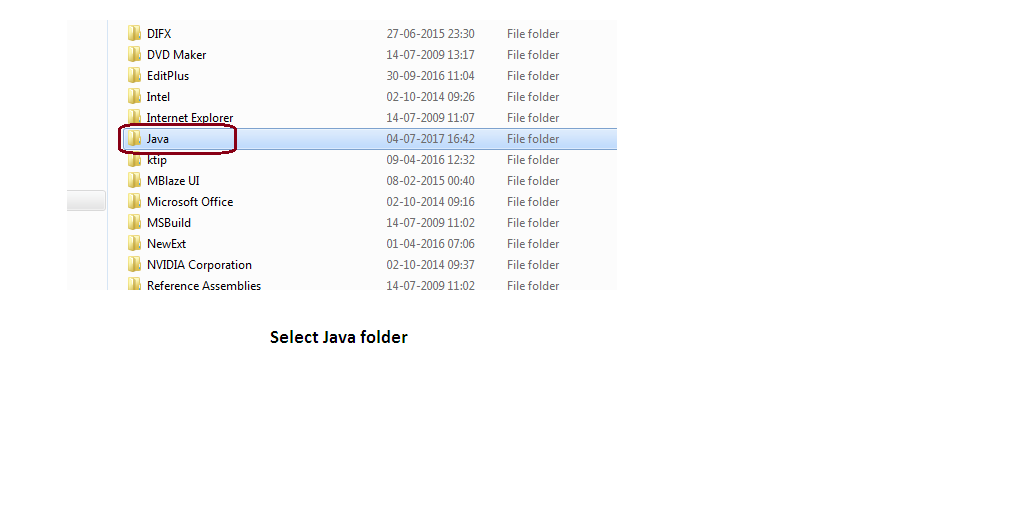 DIFX 27-06-2015 23:30 File folder
DVD Maker 14-07-2009 13:17 File folder
EditPlus 30-09-2016 11:04 File folder
Intel 02-10-2014 09:26 File folder
Internet Explorer 14-07-2009 11:07 File folder
Java 04-07-2017 16:42 File folder
ktip 09-04-2016 12:32 File folder
MBlaze UI 08-02-2015 00:40 File folder
Microsoft Office 02-10-2014 09:16 File folder
MSBuild 14-07-2009 11:02 File folder
NewExt 01-04-2016 07:06 File folder
NVIDIA Corporation 02-10-2014 09:37 File folder
Reference Assemblies 14-07-2009 11:02 File folder
Select Java folder